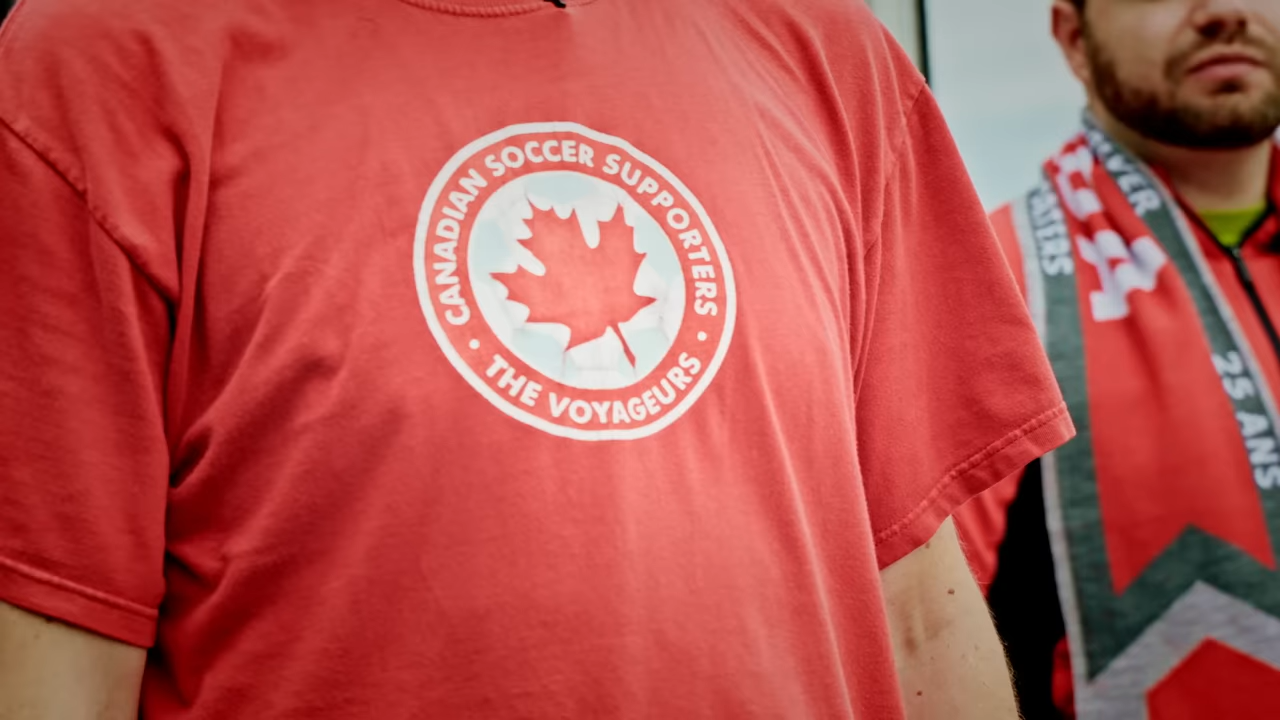 CANADIAN SOCCER SUPPORTERS
• THE VOYAGEURS •
25 ANS